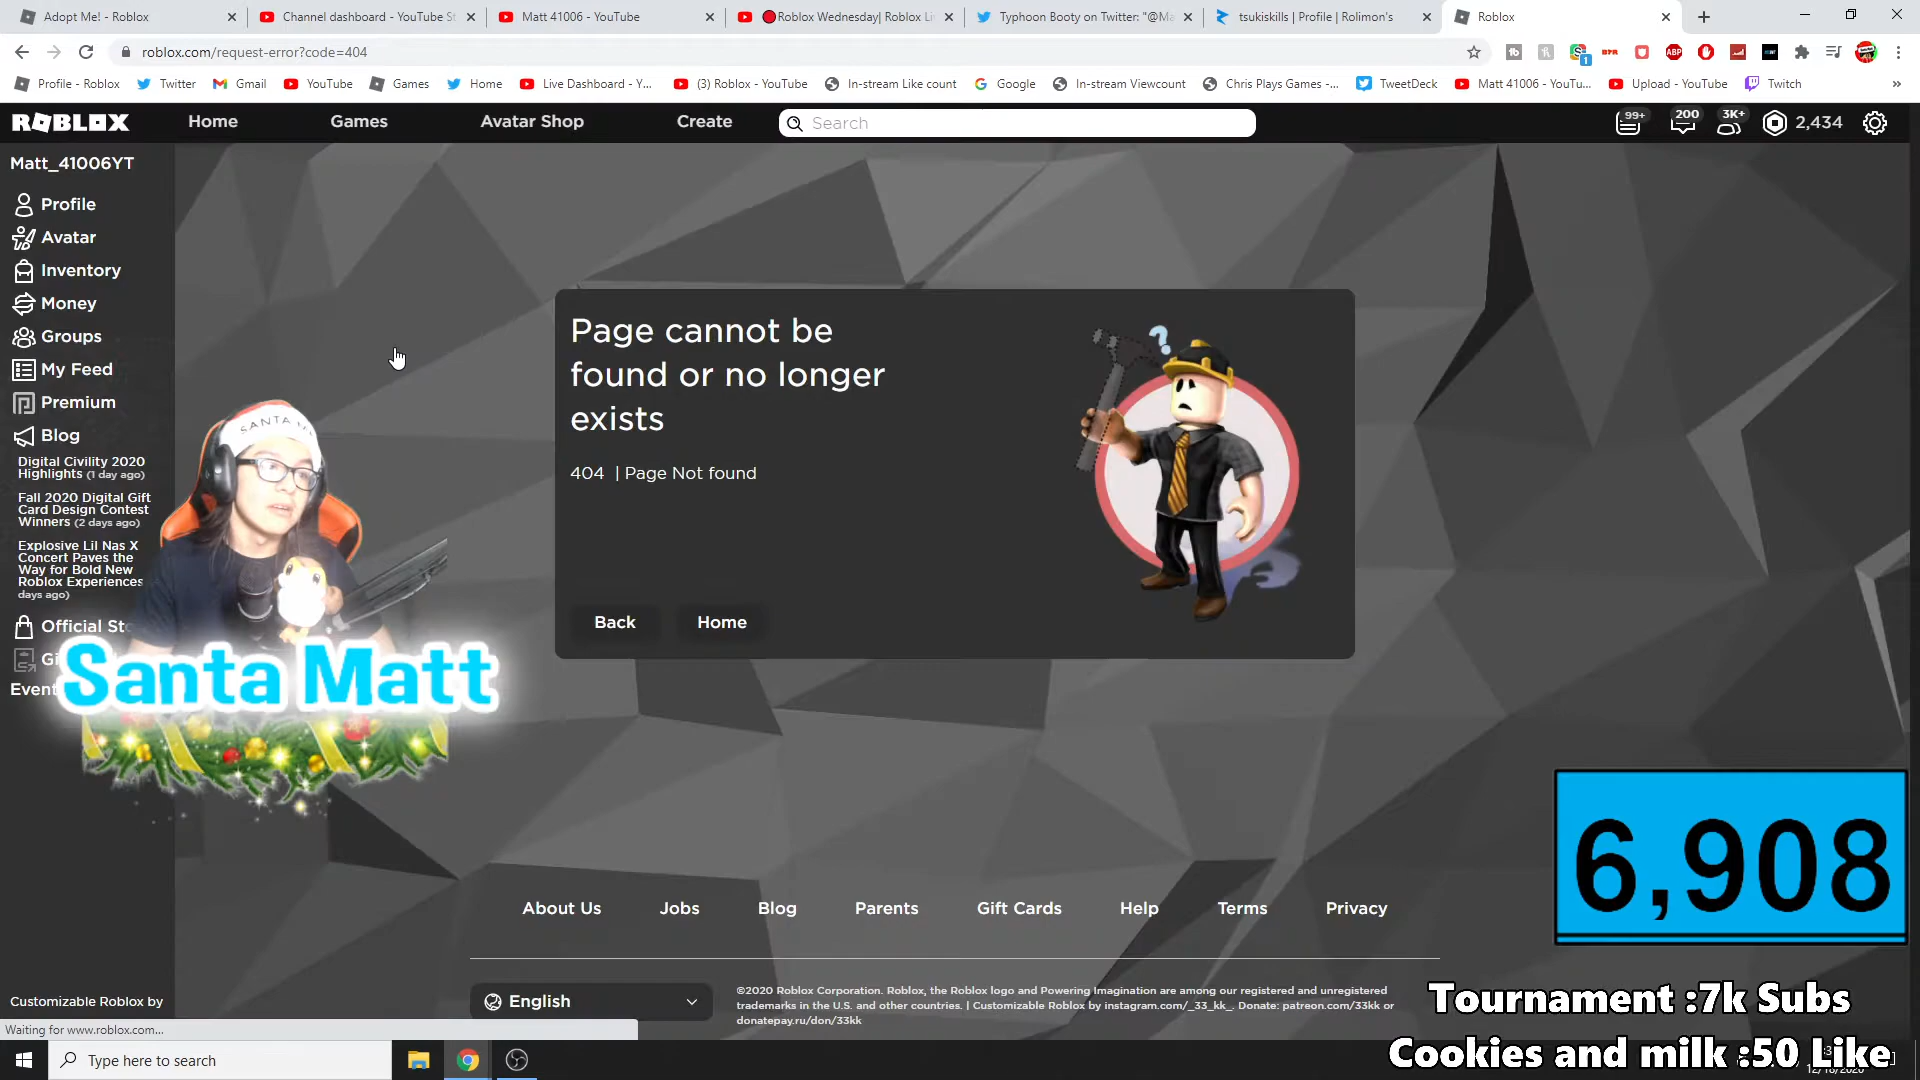 Adopt Me! - Roblox
Channel dashboard - YouTube St
Matt 41006 - YouTube
Roblox Wednesday| Roblox Li
Typhoon Booty on Twitter: "@Ma
tsukiskills | Profile | Rolimon's
Roblox
roblox.com/request-error?code=404
Profile - Roblox
Twitter
Gmail
YouTube
Games
Home
Live Dashboard - Y...
(3) Roblox - YouTube
In-stream Like count
Google
In-stream Viewcount
Chris Plays Games -...
TweetDeck
Matt 41006 - YouTu...
Upload - YouTube
Twitch
ROBLOX
Home
Games
Avatar Shop
Create
Search
99+
200
3K+
2,434
Matt_41006YT
Profile
Avatar
Inventory
Money
Groups
My Feed
Premium
Blog
Digital Civility 2020
Highlights (1 day ago)
Fall 2020 Digital Gift
Card Design Contest
Winners (2 days ago)
Explosive Lil Nas X
Concert Paves the
Way for Bold New
Roblox Experiences
days ago)
Official Sto
Gi
Event
SANTA M
Santa Matt
Page cannot be
found or no longer
exists
404 | Page Not found
Back
Home
6,908
About Us
Jobs
Blog
Parents
Gift Cards
Help
Terms
Privacy
Customizable Roblox by
English
©2020 Roblox Corporation. Roblox, the Roblox logo and Powering Imagination are among our registered and unregistered
trademarks in the U.S. and other countries. | Customizable Roblox by instagram.com/_33_kk_. Donate: patreon.com/33kk or
donatepay.ru/don/33kk
Waiting for www.roblox.com...
Tournament :7k Subs
Cookies and milk :50 Like
Type here to search
12/18/2020